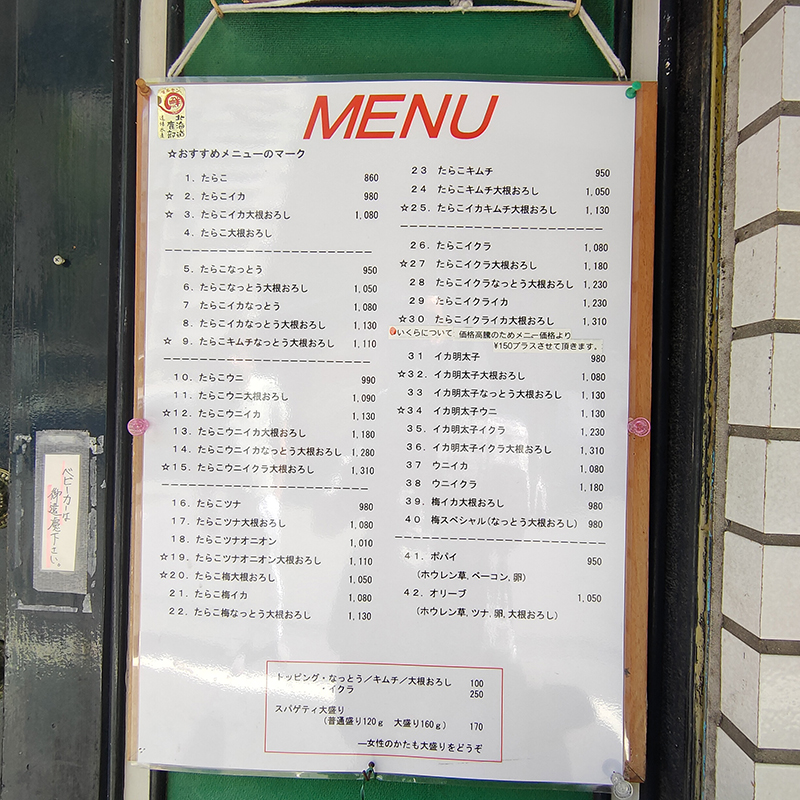 MENU
北海道
☆おすすめメニューのマーク
1. たらこ 860
☆ 2. たらこイカ 980
☆ 3. たらこイカ大根おろし 1,080
4. たらこ大根おろし
5. たらこなっとう 950
6. たらこなっとう大根おろし 1,050
7 たらこイカなっとう 1,080
8. たらこイカなっとう大根おろし 1,130
☆ 9. たらこキムチなっとう大根おろし 1,110
10. たらこウニ 990
11. たらこウニ大根おろし 1,090
☆12. たらこウニイカ 1,130
13. たらこウニイカ大根おろし 1,180
14. たらこウニイカなっとう大根おろし 1,280
☆15. たらこウニイクラ大根おろし 1,310
16. たらこツナ 980
17. たらこツナ大根おろし 1,080
18. たらこツナオニオン 1,010
☆19. たらこツナオニオン大根おろし 1,110
☆20. たらこ梅大根おろし 1,050
21. たらこ梅イカ 1,080
22. たらこ梅なっとう大根おろし 1,130
23 たらこキムチ 950
24 たらこキムチ大根おろし 1,050
☆25. たらこイカキムチ大根おろし 1,130
26. たらこイクラ 1,080
☆27. たらこイクラ大根おろし 1,180
28 たらこイクラなっとう大根おろし 1,230
29 たらこイクライカ 1,230
☆30 たらこイクライカ大根おろし 1,310
いくらについて 価格高騰のためメニュー価格より
¥150プラスさせて頂きます。
31 イカ明太子 980
☆32. イカ明太子大根おろし 1,080
33 イカ明太子なっとう大根おろし 1,130
☆34 イカ明太子ウニ 1,130
35. イカ明太子イクラ 1,230
36. イカ明太子イクラ大根おろし 1,310
37 ウニイカ 1,080
38 ウニイクラ 1,180
39. 梅イカ大根おろし 980
40 梅スペシャル(なっとう大根おろし) 980
41. ポパイ 950
(ホウレン草,ベーコン,卵)
42. オリーブ 1,050
(ホウレン草,ツナ,卵,大根おろし)
トッピング・なっとう/キムチ/大根おろし 100
・イクラ 250
スパゲティ大盛り
(普通盛り120g 大盛り160g) 170
―女性のかたも大盛りをどうぞ
ベビーカーは
御遠慮下さい。